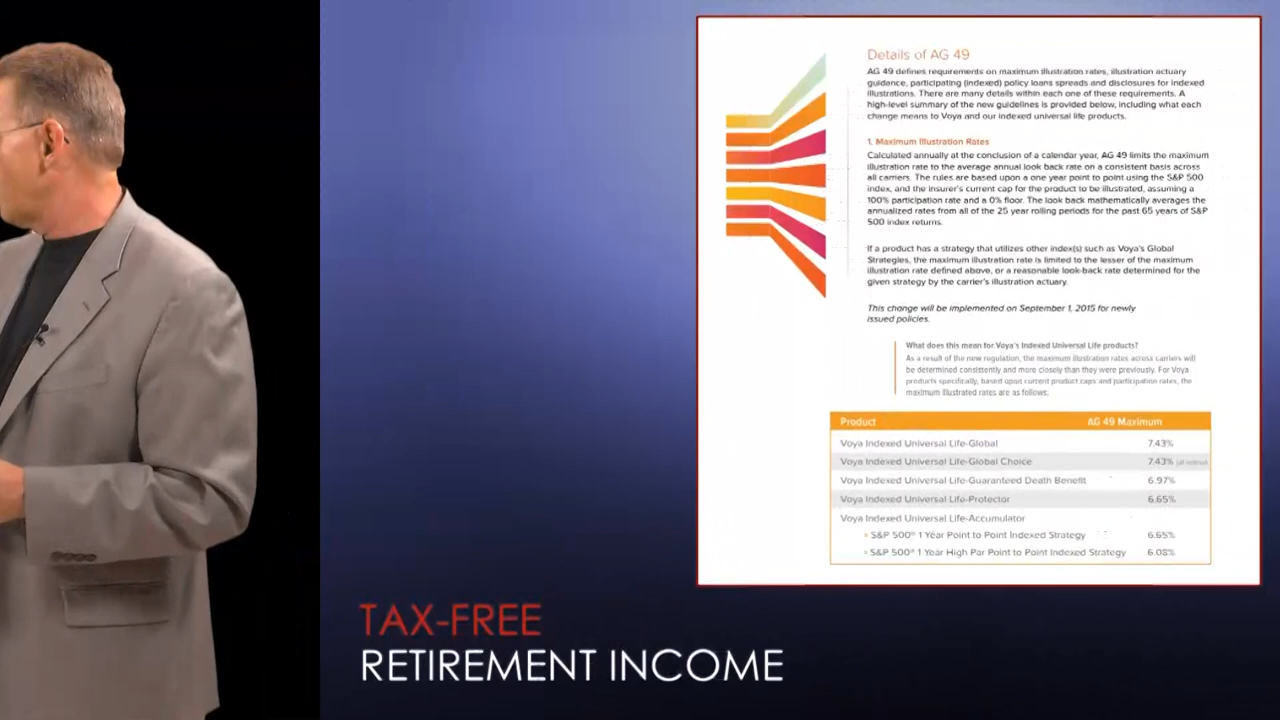 Details of AG 49
AG 49 defines requirements on maximum illustration rates, illustration actuary
guidance, participating (indexed) policy loans spreads and disclosures for indexed
illustrations. There are many details within each one of these requirements. A
high-level summary of the new guidelines is provided below, including what each
change means to Voya and our indexed universal life products.
1. Maximum Illustration Rates
Calculated annually at the conclusion of a calendar year, AG 49 limits the maximum
illustration rate to the average annual look back rate on a consistent basis across
all carriers. The rules are based upon a one year point to point using the S&P 500
index, and the insurer's current cap for the product to be illustrated, assuming a
100% participation rate and a 0% floor. The look back mathematically averages the
annualized rates from all of the 25 year rolling periods for the past 65 years of S&P
500 index returns.
If a product has a strategy that utilizes other index(s) such as Voya's Global
Strategies, the maximum illustration rate is limited to the lesser of the maximum
illustration rate defined above, or a reasonable look-back rate determined for the
given strategy by the carrier's illustration actuary.
This change will be implemented on September 1, 2015 for newly
issued policies.
What does this mean for Voya's Indexed Universal Life products?
As a result of the new regulation, the maximum illustration rates across carriers will
be determined consistently and more closely than they were previously. For Voya
products specifically, based upon current product caps and participation rates, the
maximum illustrated rates are as follows:
Product AG 49 Maximum
Voya Indexed Universal Life-Global 7.43%
Voya Indexed Universal Life-Global Choice 7.43%
Voya Indexed Universal Life-Guaranteed Death Benefit 6.97%
Voya Indexed Universal Life-Protector 6.65%
Voya Indexed Universal Life-Accumulator
S&P 500® 1 Year Point to Point Indexed Strategy 6.65%
S&P 500® 1 Year High Par Point to Point Indexed Strategy 6.08%
TAX-FREE
RETIREMENT INCOME